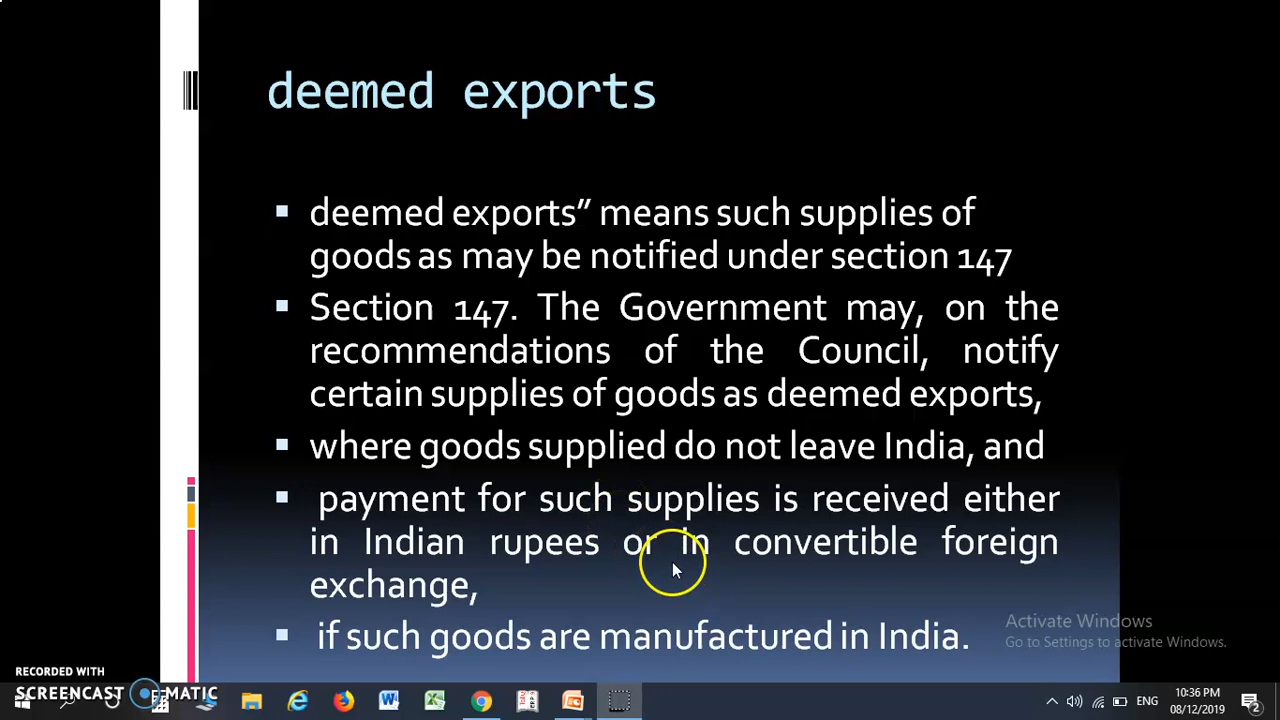 deemed exports
deemed exports” means such supplies of
goods as may be notified under section 147
Section 147. The Government may, on the
recommendations of the Council, notify
certain supplies of goods as deemed exports,
where goods supplied do not leave India, and
payment for such supplies is received either
in Indian rupees or in convertible foreign
exchange,
if such goods are manufactured in India.
Activate Windows
Go to Settings to activate Windows.
RECORDED WITH
SCREENCAST MATIC
ENG
10:36 PM
08/12/2019
2